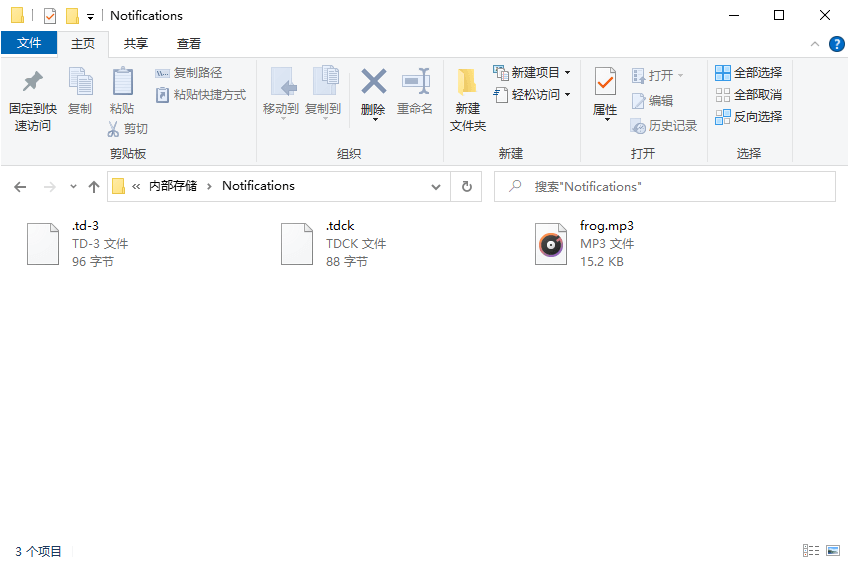 Notifications
文件 主页 共享 查看
固定到快速访问
复制
粘贴
复制路径
粘贴快捷方式
剪切
剪贴板
移动到
复制到
删除
重命名
组织
新建文件夹
新建项目
轻松访问
新建
属性
打开
编辑
历史记录
打开
全部选择
全部取消
反向选择
选择
« 内部存储 › Notifications
搜索"Notifications"
.td-3
TD-3 文件
96 字节
.tdck
TDCK 文件
88 字节
frog.mp3
MP3 文件
15.2 KB
3 个项目